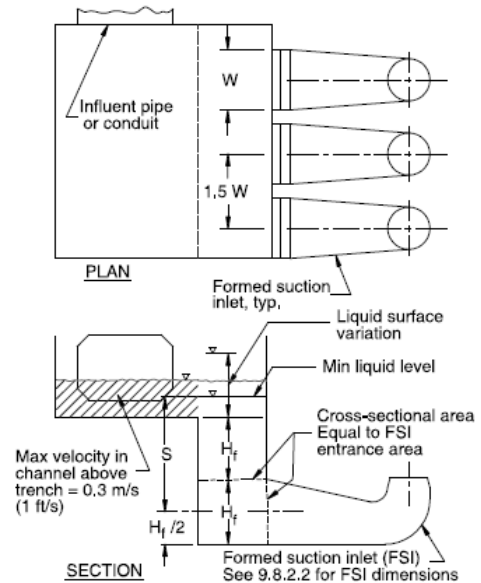 Influent pipe
or conduit
W
1,5 W
PLAN
Formed suction
inlet, typ,
Liquid surface
variation
Min liquid level
Cross-sectional area
Equal to FSI
entrance area
Max velocity in
channel above
trench = 0.3 m/s
(1 ft/s)
S
Hf
Hf
Hf /2
SECTION
Formed suction inlet (FSI)
See 9.8.2.2 for FSI dimensions